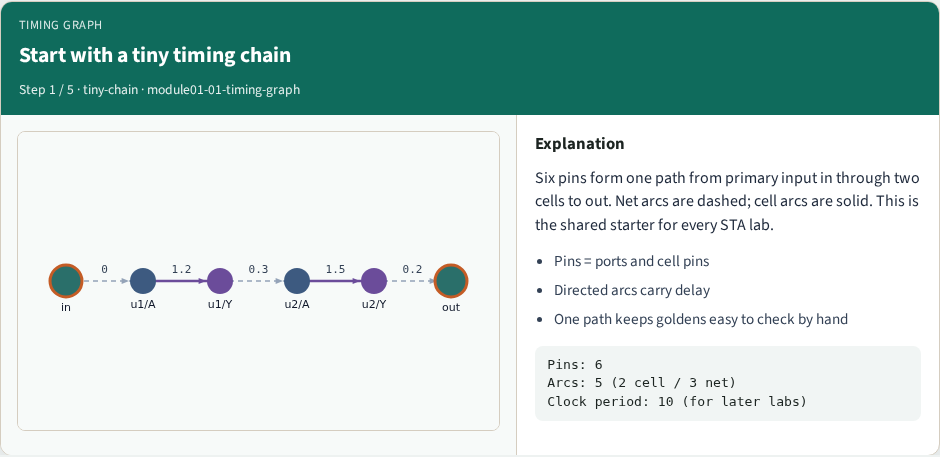 TIMING GRAPH
Start with a tiny timing chain
Step 1 / 5 · tiny-chain · module01-01-timing-graph
0 1.2 0.3 1.5 0.2
in u1/A u1/Y u2/A u2/Y out
Explanation
Six pins form one path from primary input in through two
cells to out. Net arcs are dashed; cell arcs are solid. This is
the shared starter for every STA lab.
• Pins = ports and cell pins
• Directed arcs carry delay
• One path keeps goldens easy to check by hand
Pins: 6
Arcs: 5 (2 cell / 3 net)
Clock period: 10 (for later labs)